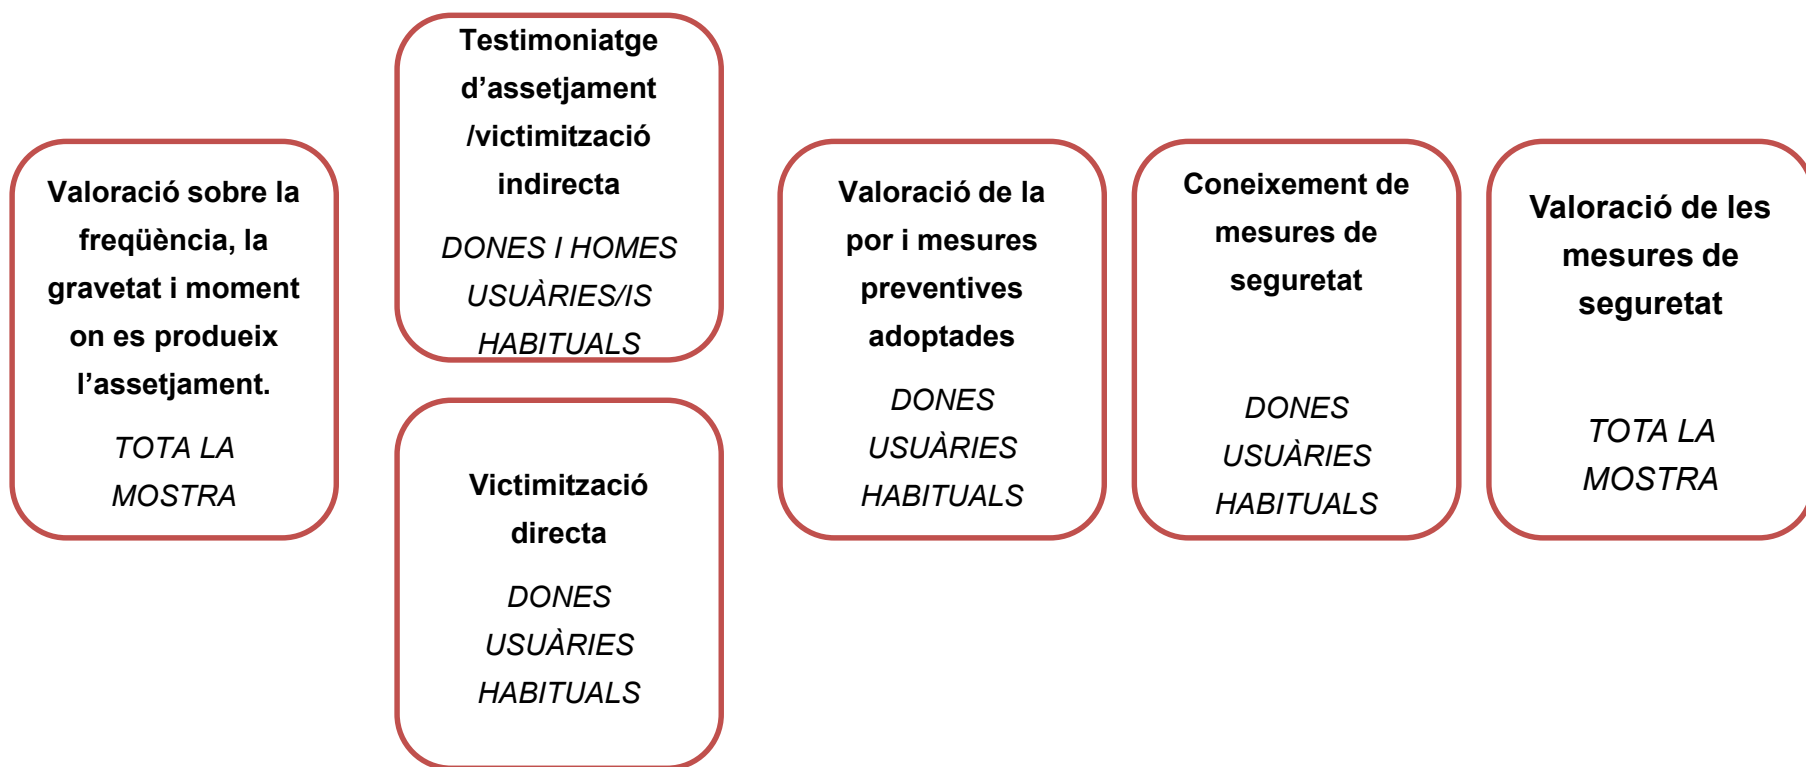 Valoració sobre la
freqüència, la
gravetat i moment
on es produeix
l’assetjament.
TOTA LA
MOSTRA
Testimoniatge
d’assetjament
/victimització
indirecta
DONES I HOMES
USUÀRIES/IS
HABITUALS
Victimització
directa
DONES
USUÀRIES
HABITUALS
Valoració de la
por i mesures
preventives
adoptades
DONES
USUÀRIES
HABITUALS
Coneixement de
mesures de
seguretat
DONES
USUÀRIES
HABITUALS
Valoració de les
mesures de
seguretat
TOTA LA
MOSTRA